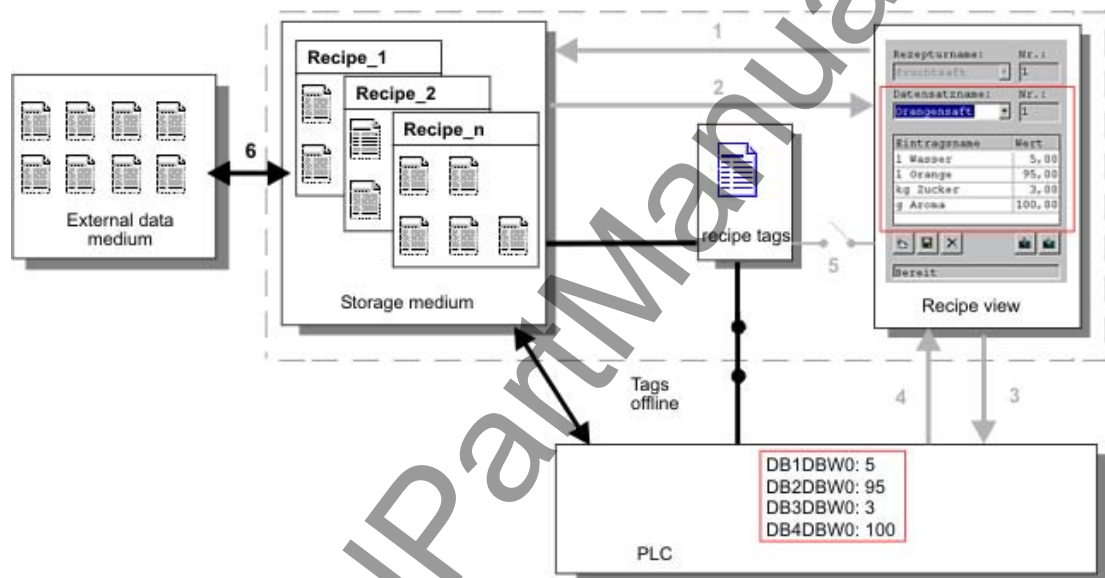 1
2
Recipe_1
Recipe_2
Recipe_n
6
External data
medium
Storage medium
recipe tags
5
Rezepturname: Nr.:
Fruchtsaft 1
Datensatzname: Nr.:
Orangensaft 1
Eintragsname Wert
l Wasser 5,00
l Orange 95,00
kg Zucker 3,00
g Aroma 100,00
Bereit
Recipe view
Tags
offline
4
3
DB1DBW0: 5
DB2DBW0: 95
DB3DBW0: 3
DB4DBW0: 100
PLC